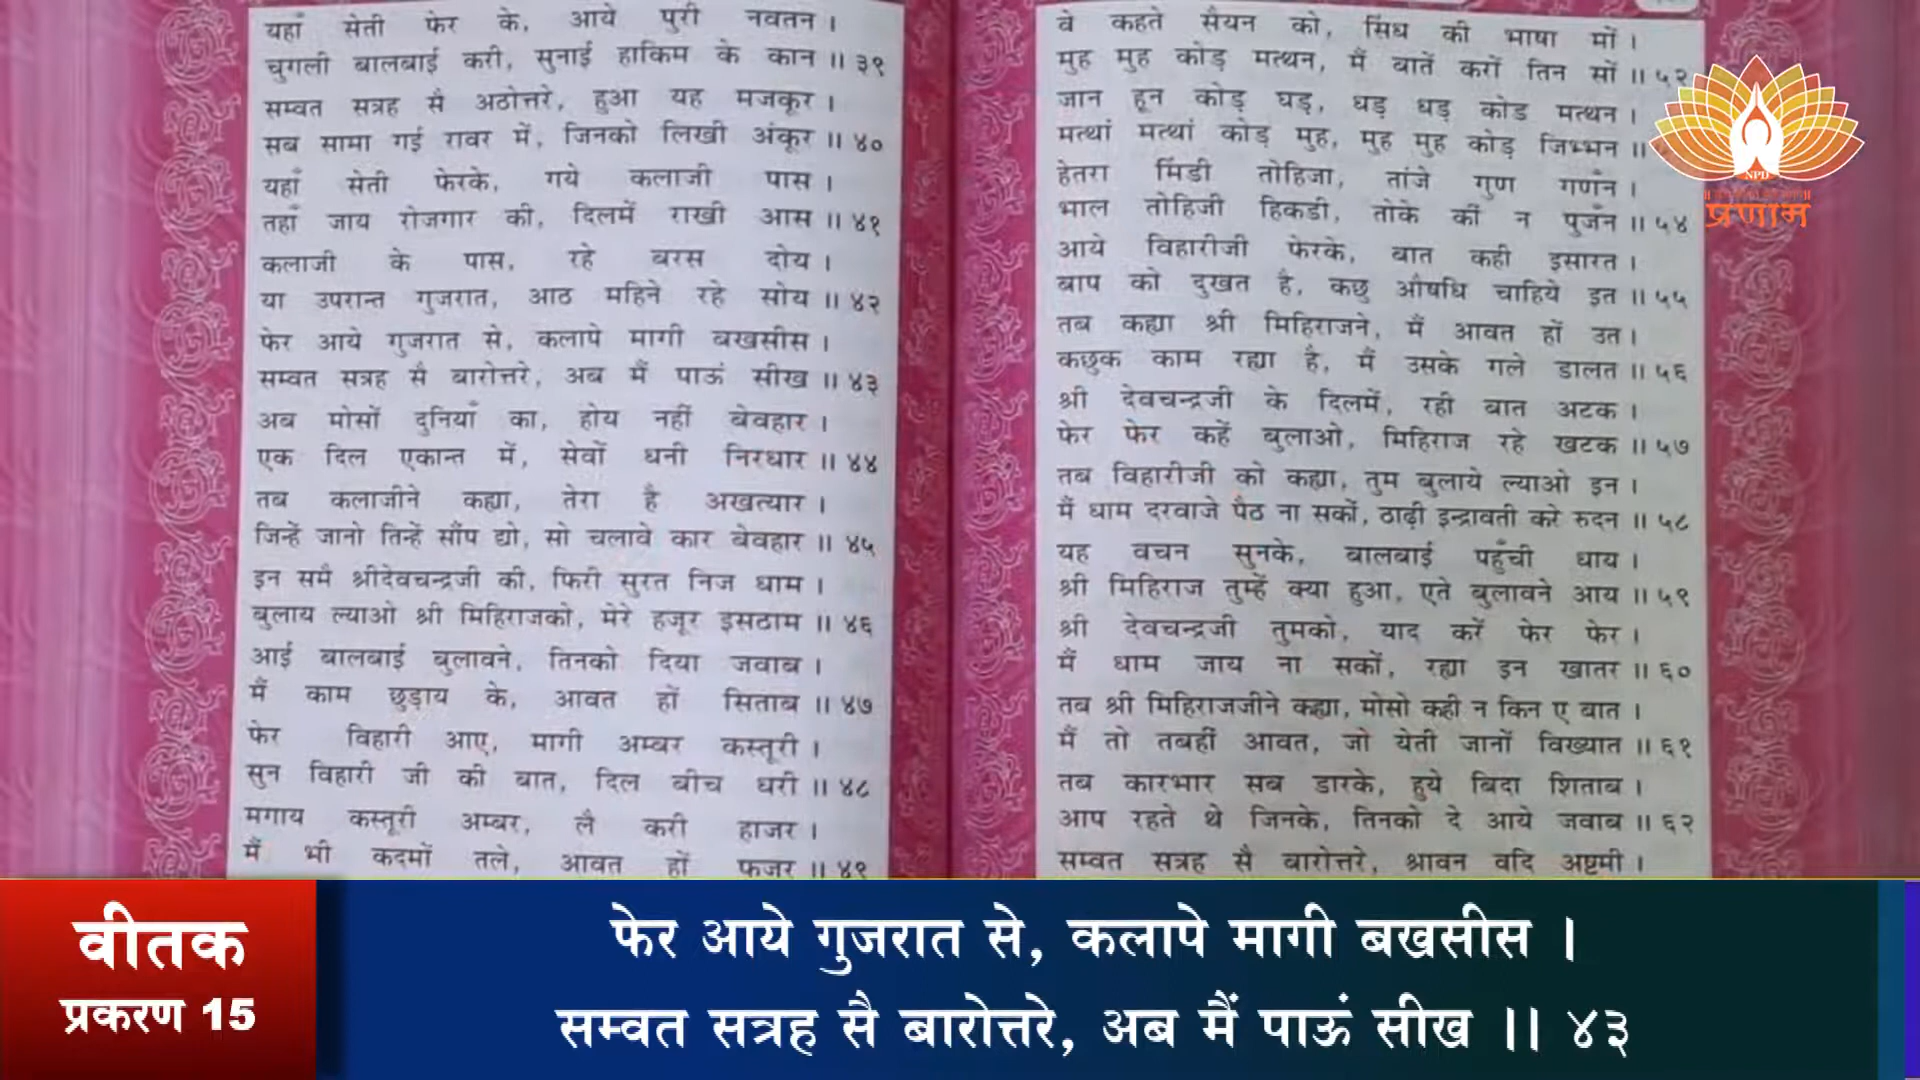 यहाँ सेती फेर के, आये पुरी नवतन ।
चुगली बालबाई करी, सुनाई हाकिम के कान ॥ ३९
सम्वत सत्रह सै अठोत्तरे, हुआ यह मजकूर ।
सब सामा गई रावर में, जिनको लिखी अंकूर ॥ ४०
यहाँ सेती फेरके, गये कलाजी पास ।
तहाँ जाय रोजगार की, दिलमें राखी आस ॥ ४१
कलाजी के पास, रहे बरस दोय ।
या उपरान्त गुजरात, आठ महिने रहे सोय ॥ ४२
फेर आये गुजरात से, कलापे मागी बखसीस ।
सम्वत सत्रह सै बारोत्तरे, अब मैं पाऊं सीख ॥ ४३
अब मोसों दुनियाँ का, होय नहीं बेवहार ।
एक दिल एकान्त में, सेवों धनी निरधार ॥ ४४
तब कलाजीने कह्या, तेरा है अखत्यार ।
जिन्हें जानो तिन्हें सौंप द्यो, सो चलावे कार बेवहार ॥ ४५
इन समै श्रीदेवचन्द्रजी की, फिरी सुरत निज धाम ।
बुलाय ल्याओ श्री मिहिराजको, मेरे हजूर इसठाम ॥ ४६
आई बालबाई बुलावने, तिनको दिया जवाब ।
मैं काम छुड़ाय के, आवत हों सिताब ॥ ४७
फेर विहारी आए, मागी अम्बर कस्तूरी ।
सुन विहारी जी की बात, दिल बीच धरी ॥ ४८
मगाय कस्तूरी अम्बर, लै करी हाजर ।
मैं भी कदमों तले, आवत हों फजर ॥ ४९
वे कहते सैयन को, सिंध की भाषा मों ।
मुह मुह कोड़ मत्थन, मैं बातें करों तिन सों ॥ ५२
जान हून कोड़ घड़, धड़ धड़ कोड मत्थन ।
मत्थां मत्थां कोड़ मुह, मुह मुह कोड़ जिभ्भन ॥
हेतरा मिंडी तोहिजा, तांजे गुण गणंन ।
भाल तोहिजी हिकडी, तोके कीं न पुजंन ॥ ५४
आये विहारीजी फेरके, बात कही इसारत ।
बाप को दुखत है, कछु औषधि चाहिये इत ॥ ५५
तब कह्या श्री मिहिराजने, मैं आवत हों उत ।
कछुक काम रह्या है, मैं उसके गले डालत ॥ ५६
श्री देवचन्द्रजी के दिलमें, रही बात अटक ।
फेर फेर कहें बुलाओ, मिहिराज रहे खटक ॥ ५७
तब विहारीजी को कह्या, तुम बुलाये ल्याओ इन ।
मैं धाम दरवाजे पैठ ना सकों, ठाढ़ी इन्द्रावती करे रुदन ॥ ५८
यह वचन सुनके, बालबाई पहुँची धाय ।
श्री मिहिराज तुम्हें क्या हुआ, एते बुलावने आय ॥ ५९
श्री देवचन्द्रजी तुमको, याद करें फेर फेर ।
मैं धाम जाय ना सकों, रह्या इन खातर ॥ ६०
तब श्री मिहिराजजीने कह्या, मोसो कही न किन ए बात ।
मैं तो तबहीं आवत, जो येती जानों विख्यात ॥ ६१
तब कारभार सब डारके, हुये बिदा शिताब ।
आप रहते थे जिनके, तिनको दे आये जवाब ॥ ६२
सम्वत सत्रह सै बारोत्तरे, श्रावन वदि अष्टमी ।
NPD
प्रणाम
वीतक
प्रकरण 15
फेर आये गुजरात से, कलापे मागी बखसीस ।
सम्वत सत्रह सै बारोत्तरे, अब मैं पाऊं सीख ।। ४३